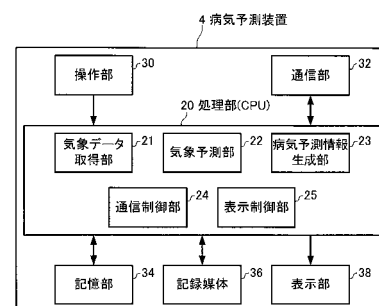 4 病気予測装置
30
操作部
32
通信部
20 処理部(CPU)
21
気象データ
取得部
22
気象予測部
23
病気予測情報
生成部
24
通信制御部
25
表示制御部
34
記憶部
36
記録媒体
38
表示部